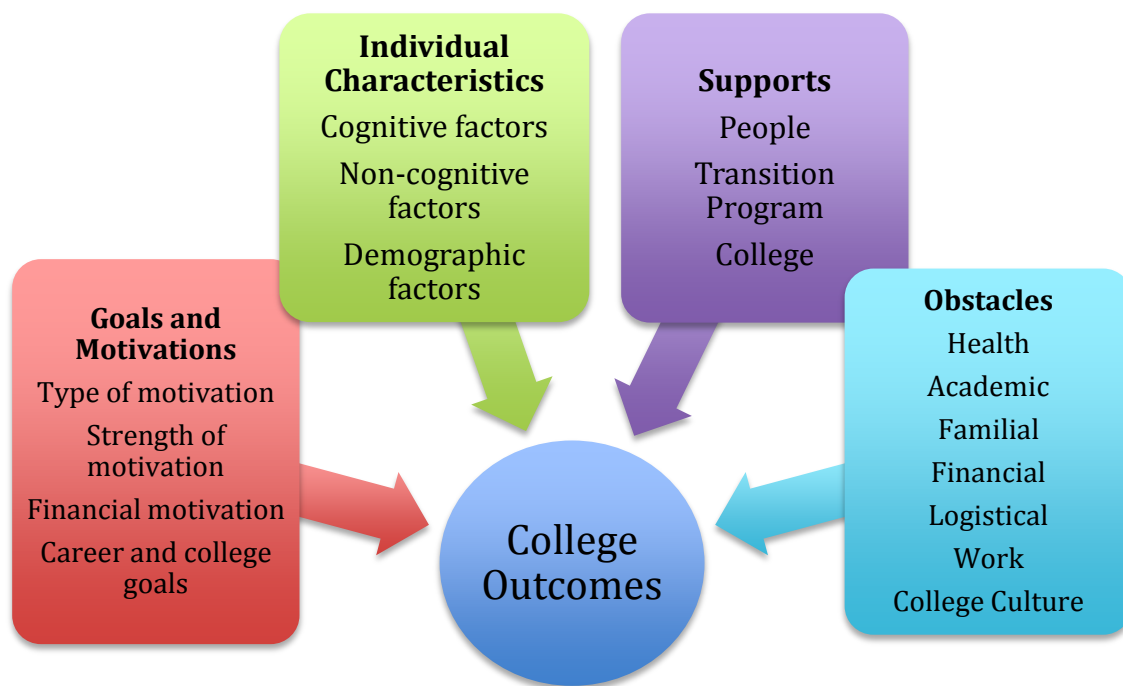 Goals and
Motivations
Type of motivation
Strength of
motivation
Financial motivation
Career and college
goals
Individual
Characteristics
Cognitive factors
Non-cognitive
factors
Demographic
factors
Supports
People
Transition
Program
College
Obstacles
Health
Academic
Familial
Financial
Logistical
Work
College Culture
College
Outcomes